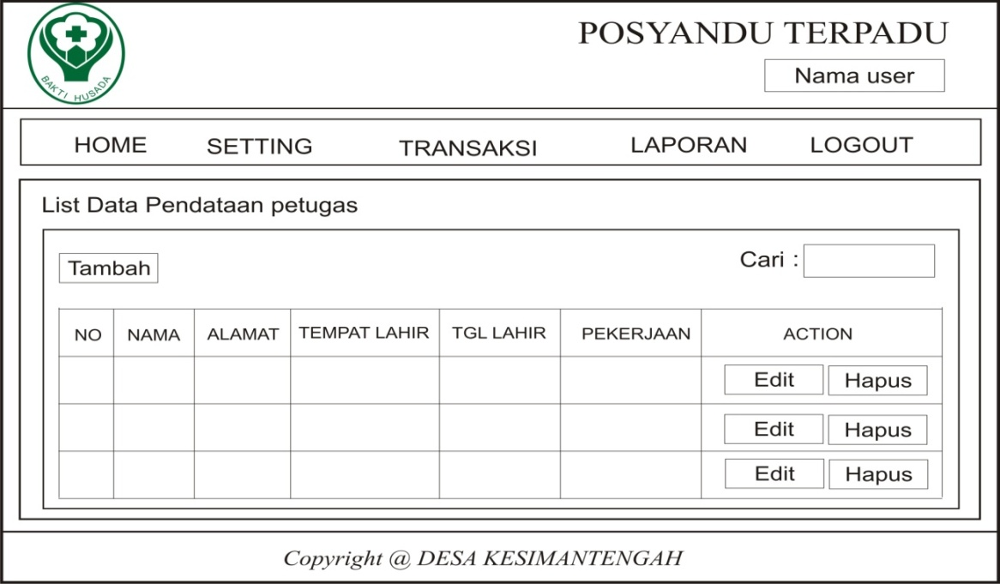 BAKTI HUSADA
POSYANDU TERPADU
Nama user
HOME SETTING TRANSAKSI LAPORAN LOGOUT
List Data Pendataan petugas
Tambah Cari :
NO NAMA ALAMAT TEMPAT LAHIR TGL LAHIR PEKERJAAN ACTION
Edit Hapus
Edit Hapus
Edit Hapus
Copyright @ DESA KESIMANTENGAH